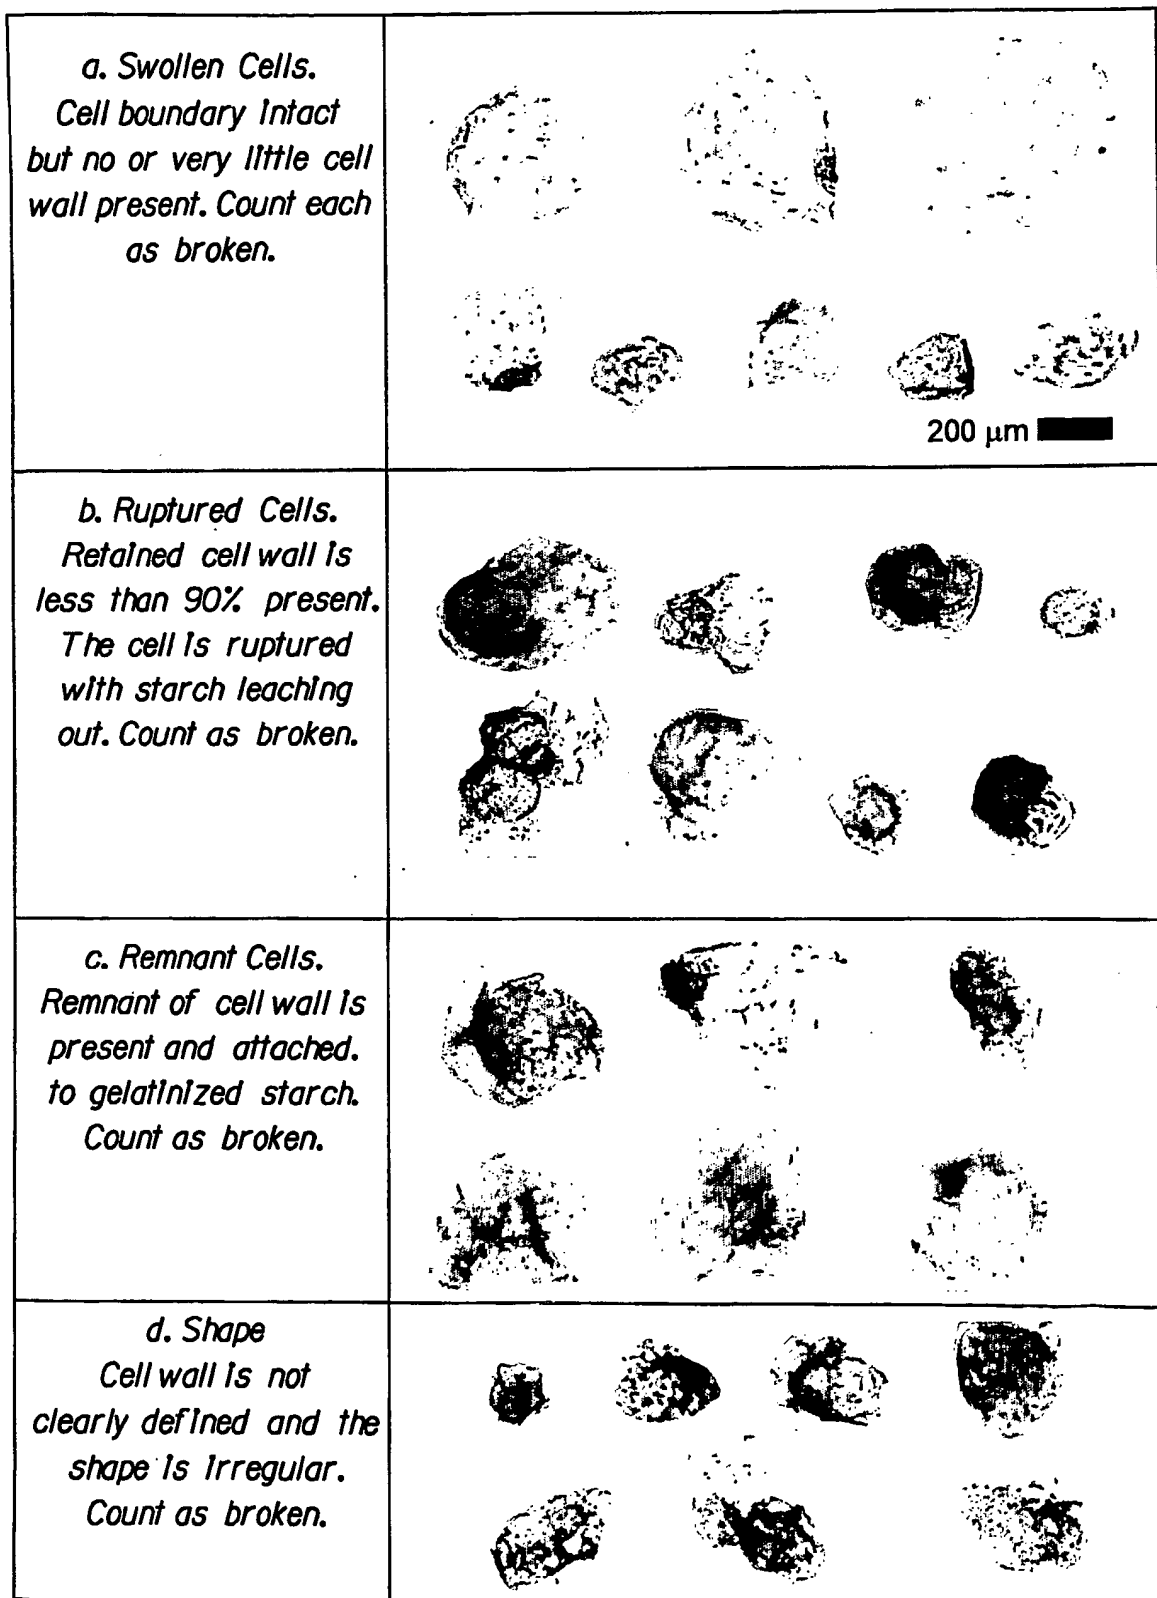 a. Swollen Cells.
Cell boundary intact
but no or very little cell
wall present. Count each
as broken.
200 μm
b. Ruptured Cells.
Retained cell wall is
less than 90% present.
The cell is ruptured
with starch leaching
out. Count as broken.
c. Remnant Cells.
Remnant of cell wall is
present and attached.
to gelatinized starch.
Count as broken.
d. Shape
Cell wall is not
clearly defined and the
shape is irregular.
Count as broken.